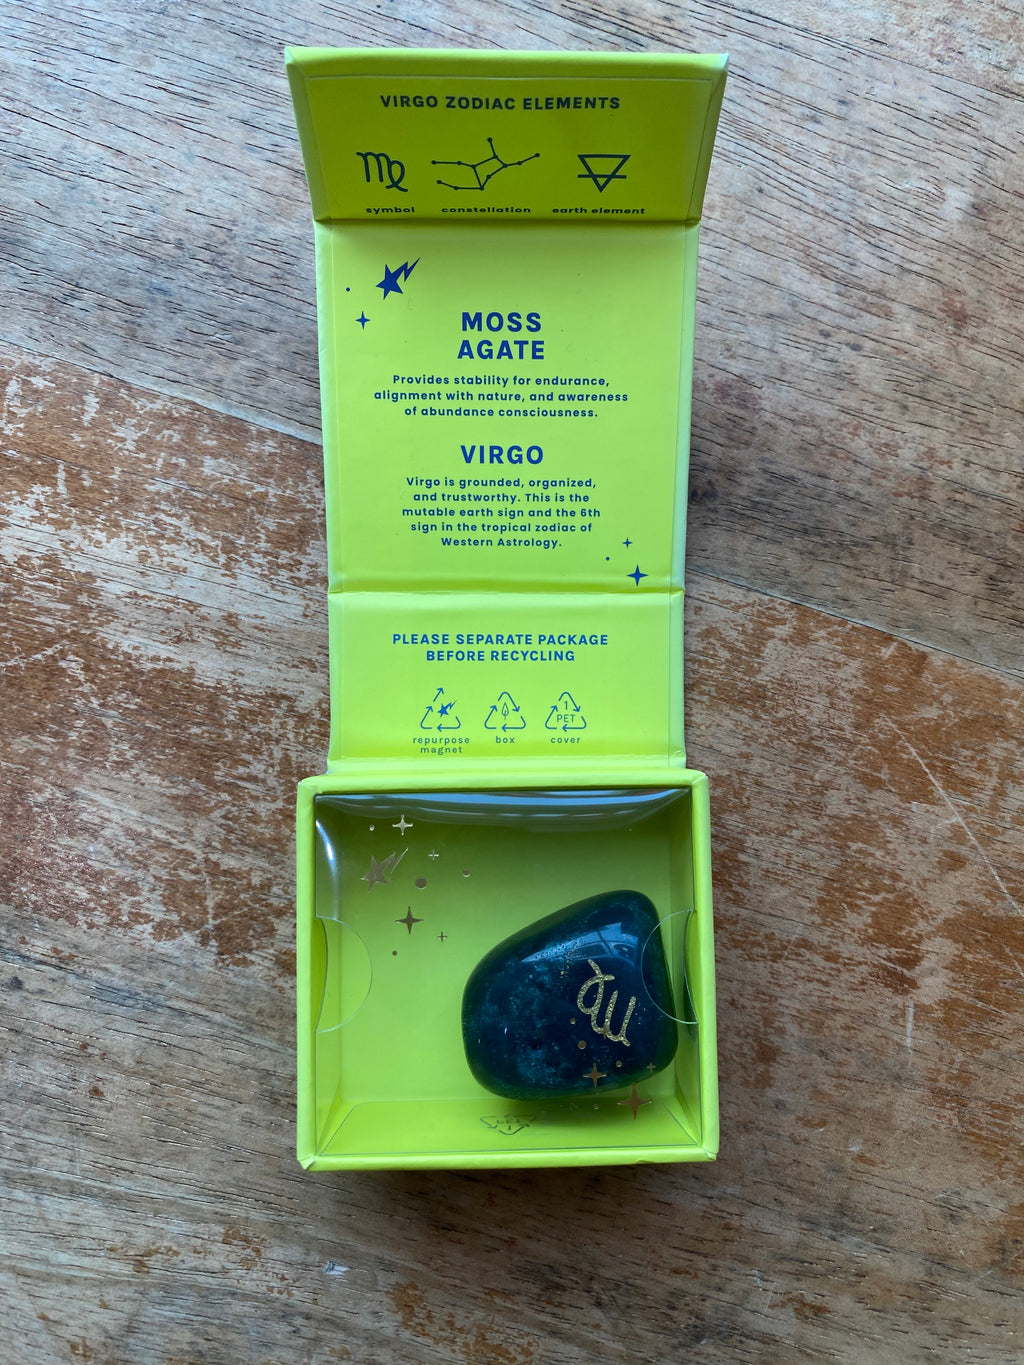 VIRGO ZODIAC ELEMENTS
symbol constellation earth element
MOSS
AGATE
Provides stability for endurance,
alignment with nature, and awareness
of abundance consciousness.
VIRGO
Virgo is grounded, organized,
and trustworthy. This is the
mutable earth sign and the 6th
sign in the tropical zodiac of
Western Astrology.
PLEASE SEPARATE PACKAGE
BEFORE RECYCLING
1
PET
repurpose box cover
magnet